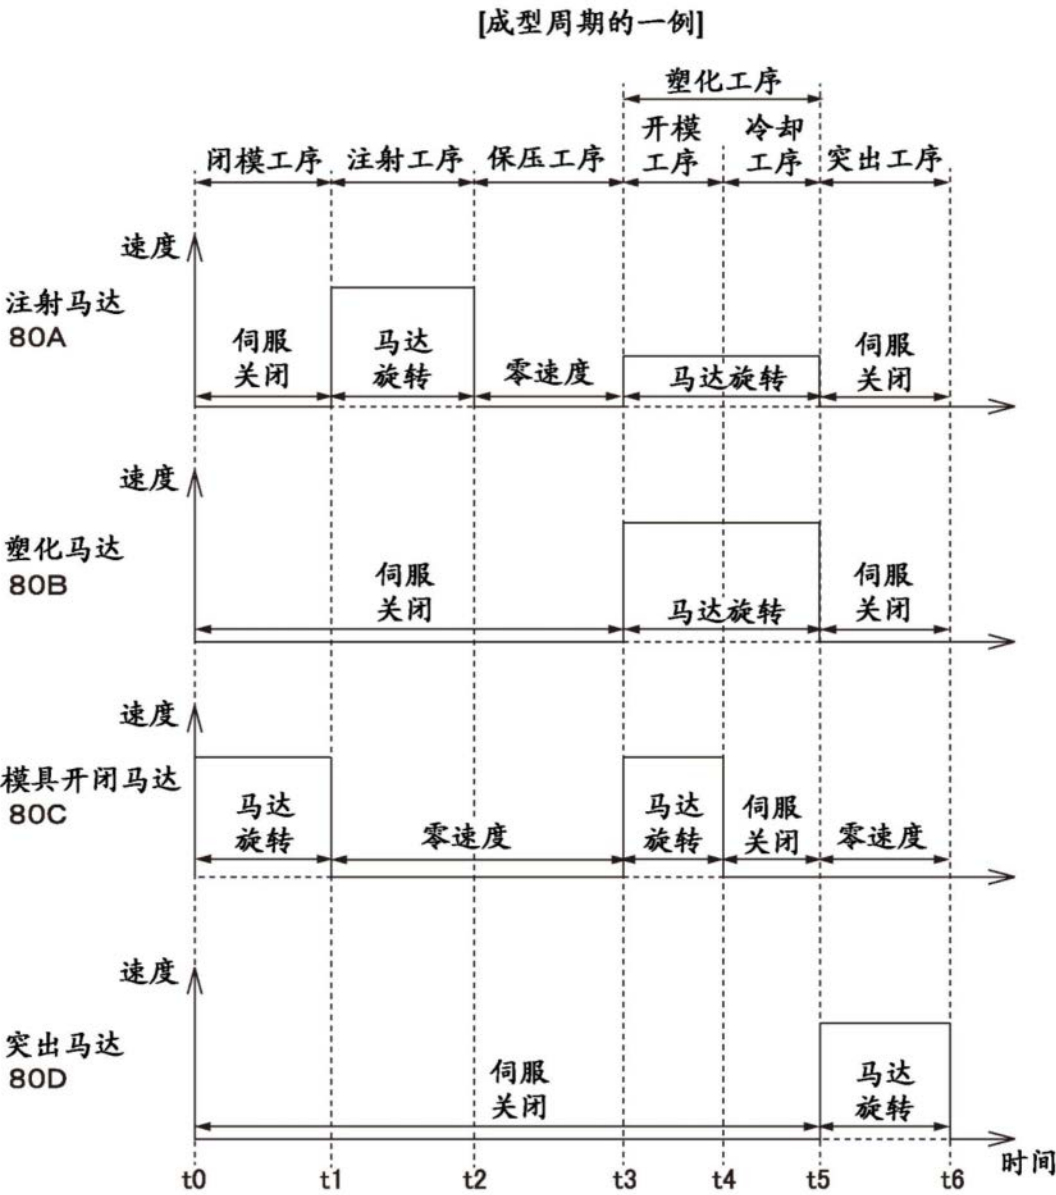 [成型周期的一例]
塑化工序
闭模工序 注射工序 保压工序 开模工序 冷却工序 突出工序
速度
注射马达
80A
伺服
关闭
马达
旋转
零速度
马达旋转
伺服
关闭
速度
塑化马达
80B
伺服
关闭
马达旋转
伺服
关闭
速度
模具开闭马达
80C
马达
旋转
零速度
马达
旋转
伺服
关闭
零速度
速度
突出马达
80D
伺服
关闭
马达
旋转
t0 t1 t2 t3 t4 t5 t6 时间